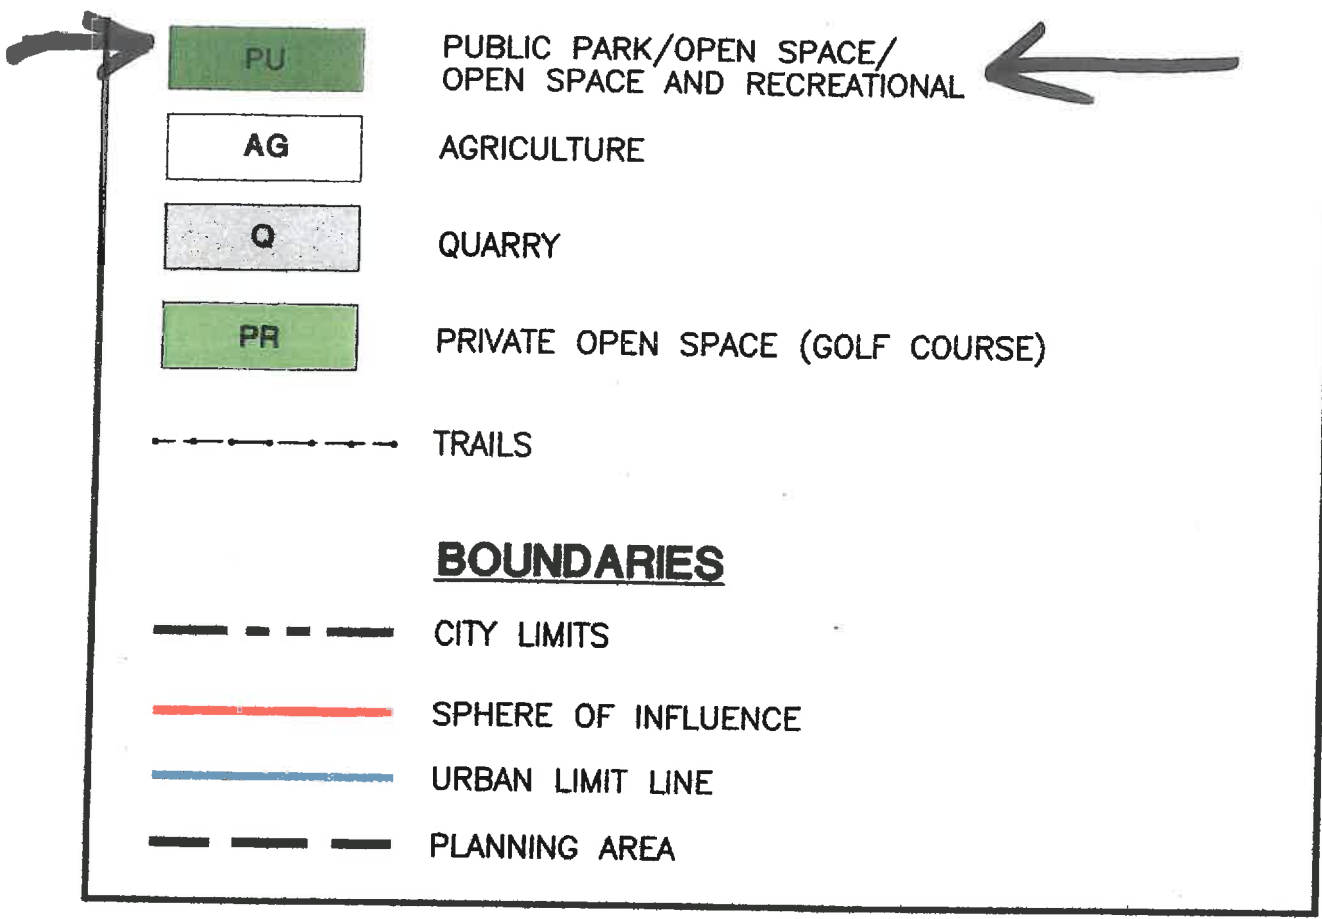 PU PUBLIC PARK/OPEN SPACE/
OPEN SPACE AND RECREATIONAL
AG AGRICULTURE
Q QUARRY
PR PRIVATE OPEN SPACE (GOLF COURSE)
TRAILS
BOUNDARIES
CITY LIMITS
SPHERE OF INFLUENCE
URBAN LIMIT LINE
PLANNING AREA